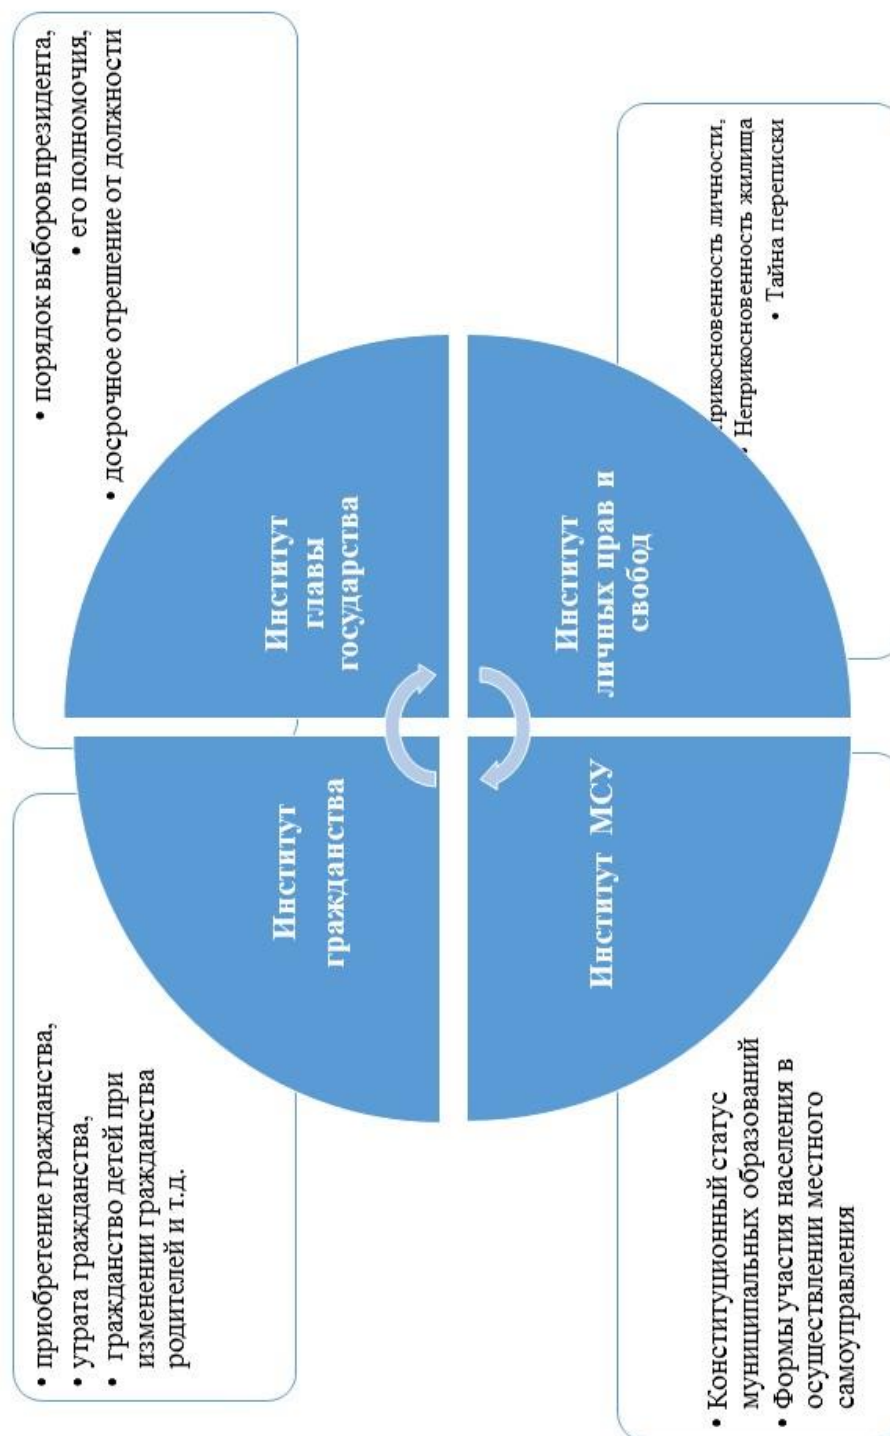 • приобретение гражданства,
• утрата гражданства,
• гражданство детей при
изменении гражданства
родителей и т.д.
• порядок выборов президента,
• его полномочия,
• досрочное отрешение от должности
Институт
гражданства
Институт
главы
государства
Институт МСУ
Институт
личных прав и
свобод
• Конституционный статус
муниципальных образований
• Формы участия населения в
осуществлении местного
самоуправления
личности,
• Неприкосновенность жилища
• Тайна переписки